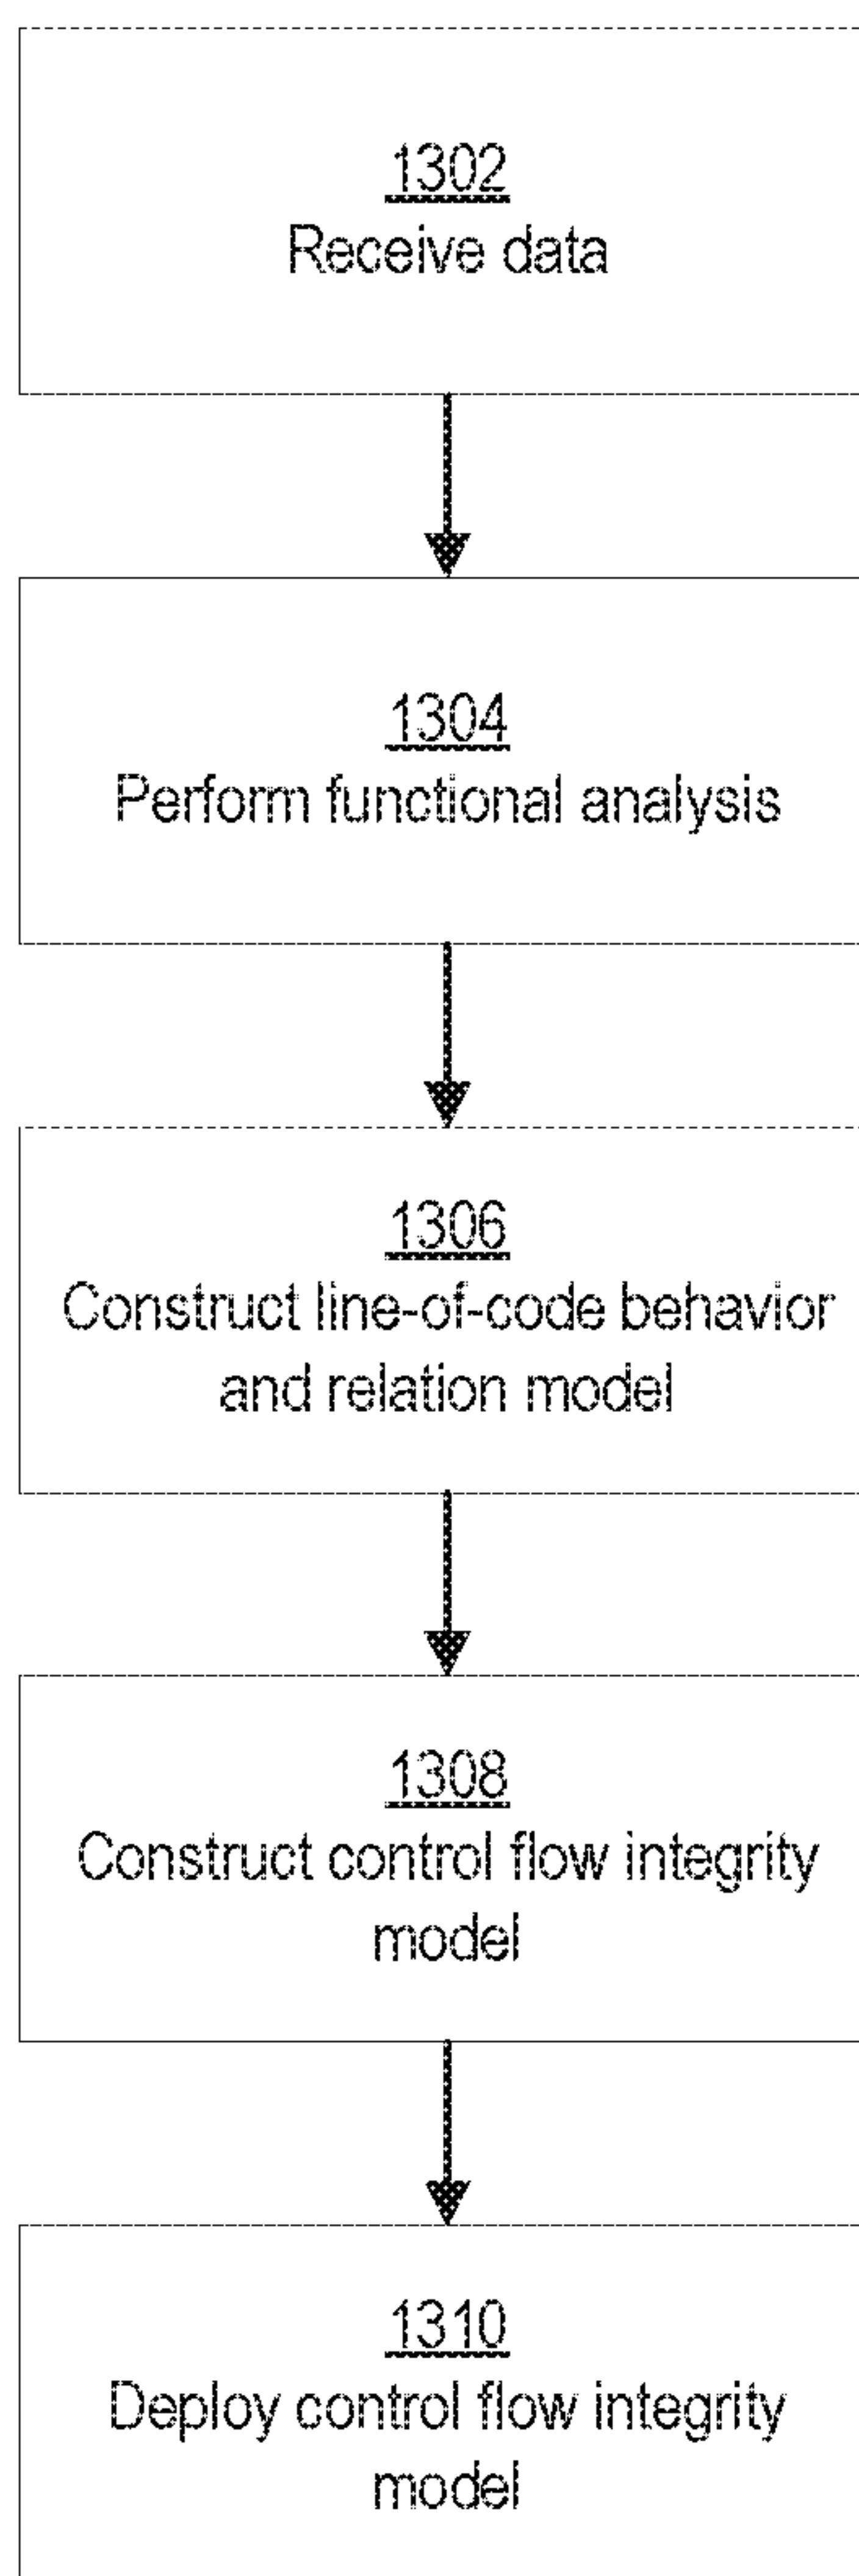 1302
Receive data
1304
Perform functional analysis
1306
Construct line-of-code behavior
and relation model
1308
Construct control flow integrity
model
1310
Deploy control flow integrity
model